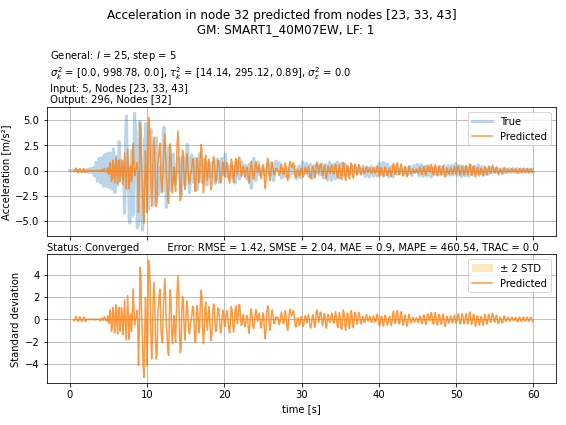 Acceleration in node 32 predicted from nodes [23, 33, 43]
GM: SMART1_40M07EW, LF: 1
General: l = 25, step = 5
σ²ₖ = [0.0, 998.78, 0.0], τ²ₖ = [14.14, 295.12, 0.89], σ²ε = 0.0
Input: 5, Nodes [23, 33, 43]
Output: 296, Nodes [32]
Acceleration [m/s²]
5.0
2.5
0.0
−2.5
−5.0
True
Predicted
Status: Converged
Error: RMSE = 1.42, SMSE = 2.04, MAE = 0.9, MAPE = 460.54, TRAC = 0.0
Standard deviation
4
2
0
−2
−4
± 2 STD
Predicted
0 10 20 30 40 50 60
time [s]